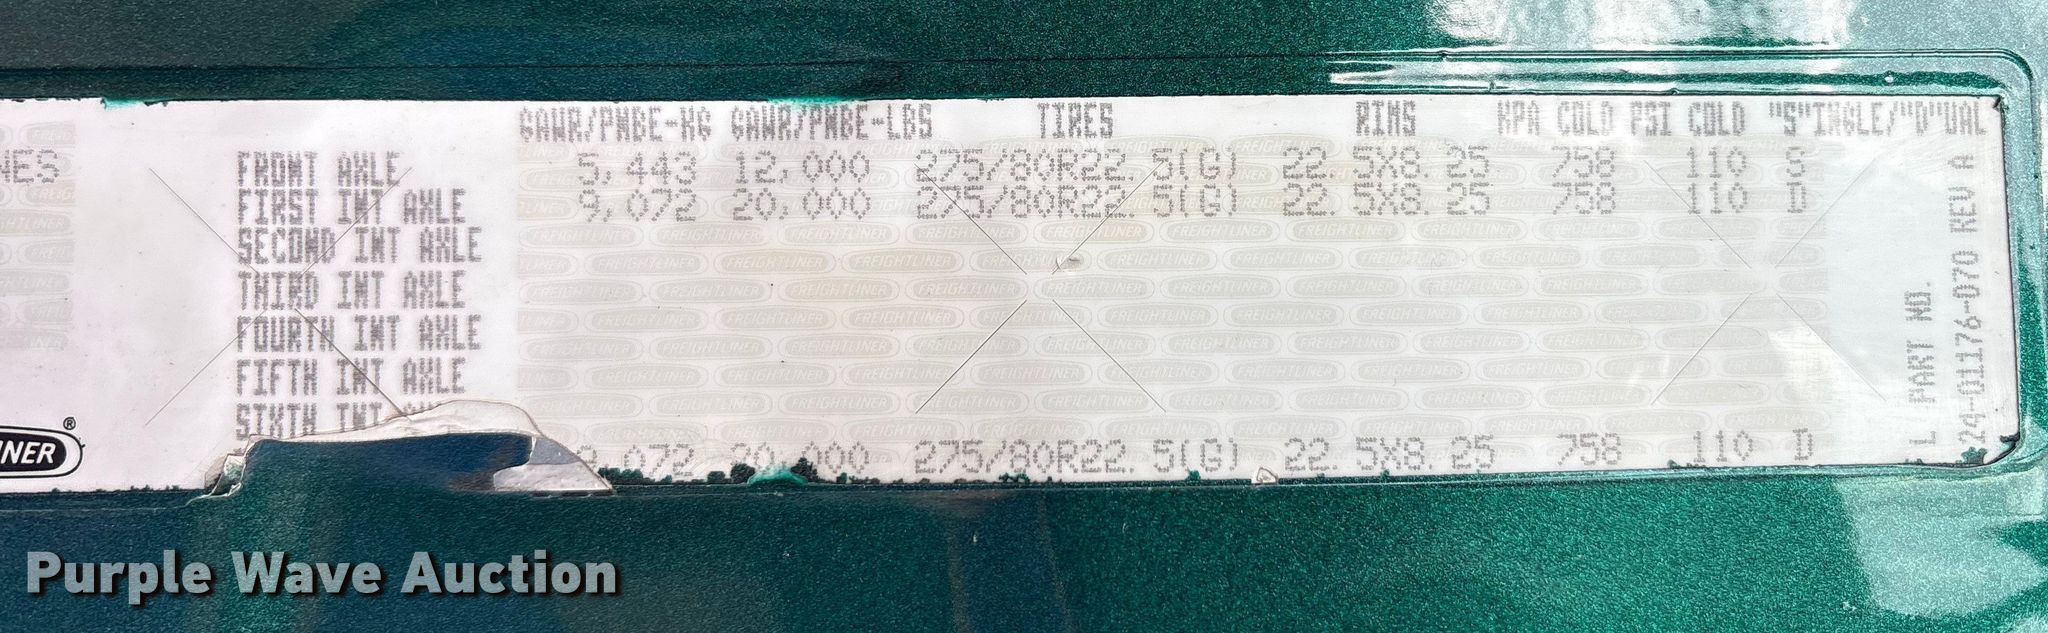 GAWR/PNBE-KG GAWR/PNBE-LBS TIRES RIMS KPA COLD PSI COLD "S"INGLE/"D"UAL
FRONT AXLE 5,443 12,000 275/80R22.5(G) 22.5X8.25 758 110 S
FIRST INT AXLE 9,072 20,000 275/80R22.5(G) 22.5X8.25 758 110 D
SECOND INT AXLE
THIRD INT AXLE
FOURTH INT AXLE
FIFTH INT AXLE
SIXTH INT
9,072 20,000 275/80R22.5(G) 22.5X8.25 758 110 D
PART NO.
24-01176-070 REV A
Purple Wave Auction